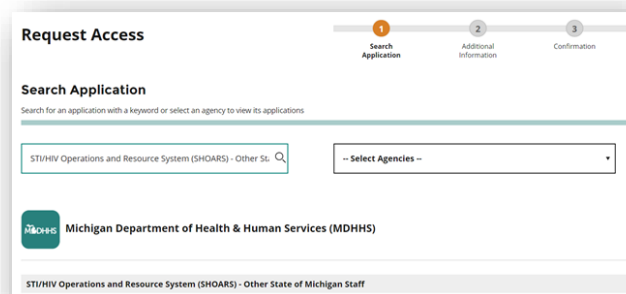 Request Access
1
2
3
Search
Application
Additional
Information
Confirmation
Search Application
Search for an application with a keyword or select an agency to view its applications
STI/HIV Operations and Resource System (SHOARS) - Other St.
-- Select Agencies --
MDHHS
Michigan Department of Health & Human Services (MDHHS)
STI/HIV Operations and Resource System (SHOARS) - Other State of Michigan Staff